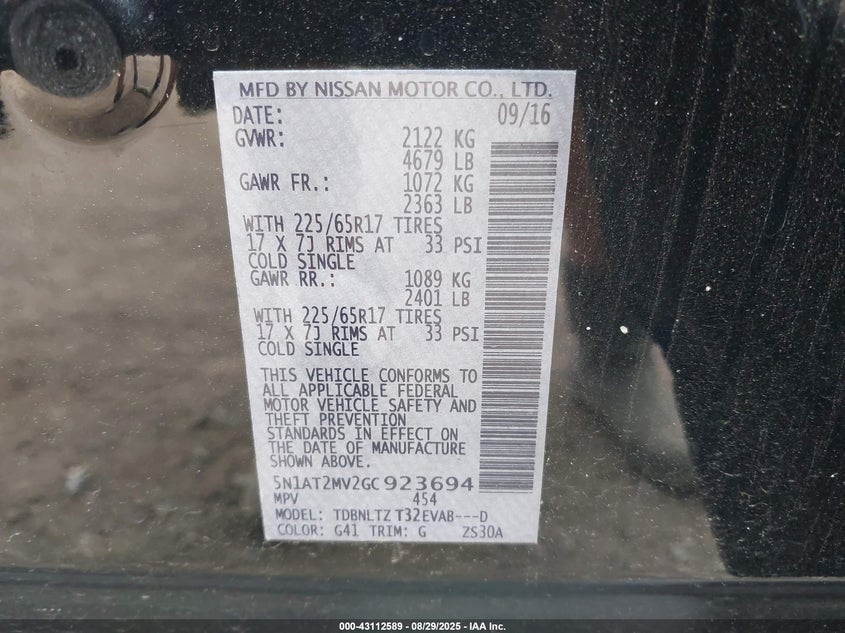 MFD BY NISSAN MOTOR CO., LTD.
DATE: 09/16
GVWR: 2122 KG
4679 LB
GAWR FR.: 1072 KG
2363 LB
WITH 225/65R17 TIRES
17 X 7J RIMS AT 33 PSI
COLD SINGLE
GAWR RR.: 1089 KG
2401 LB
WITH 225/65R17 TIRES
17 X 7J RIMS AT 33 PSI
COLD SINGLE
THIS VEHICLE CONFORMS TO
ALL APPLICABLE FEDERAL
MOTOR VEHICLE SAFETY AND
THEFT PREVENTION
STANDARDS IN EFFECT ON
THE DATE OF MANUFACTURE
SHOWN ABOVE.
5N1AT2MV2GC923694
MPV 454
MODEL: TDBNLTZ T32EVAB---D
COLOR: G41 TRIM: G ZS30A
000-43112589 - 08/29/2025 - IAA Inc.